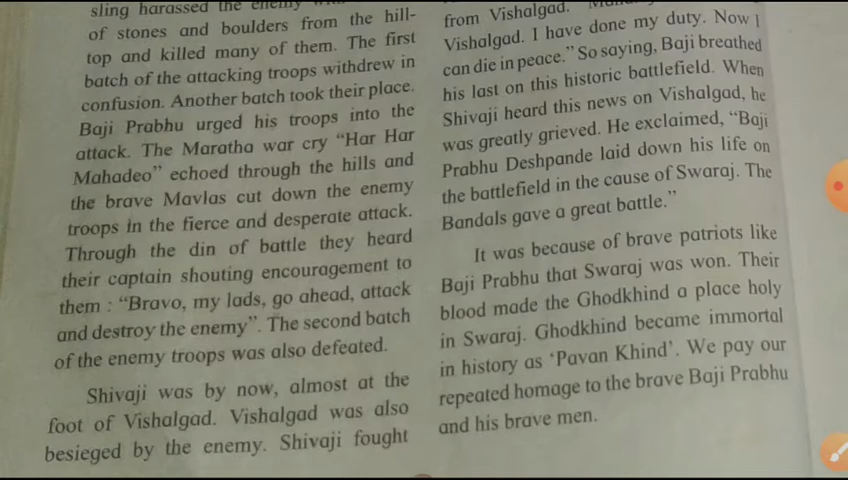 sling harassed the enemy
of stones and boulders from the hill-
top and killed many of them. The first
batch of the attacking troops withdrew in
confusion. Another batch took their place.
Baji Prabhu urged his troops into the
attack. The Maratha war cry “Har Har
Mahadeo” echoed through the hills and
the brave Mavlas cut down the enemy
troops in the fierce and desperate attack.
Through the din of battle they heard
their captain shouting encouragement to
them : “Bravo, my lads, go ahead, attack
and destroy the enemy”. The second batch
of the enemy troops was also defeated.
Shivaji was by now, almost at the
foot of Vishalgad. Vishalgad was also
besieged by the enemy. Shivaji fought
from Vishalgad.
Vishalgad. I have done my duty. Now I
can die in peace.” So saying, Baji breathed
his last on this historic battlefield. When
Shivaji heard this news on Vishalgad, he
was greatly grieved. He exclaimed, “Baji
Prabhu Deshpande laid down his life on
the battlefield in the cause of Swaraj. The
Bandals gave a great battle.”
It was because of brave patriots like
Baji Prabhu that Swaraj was won. Their
blood made the Ghodkhind a place holy
in Swaraj. Ghodkhind became immortal
in history as ‘Pavan Khind’. We pay our
repeated homage to the brave Baji Prabhu
and his brave men.